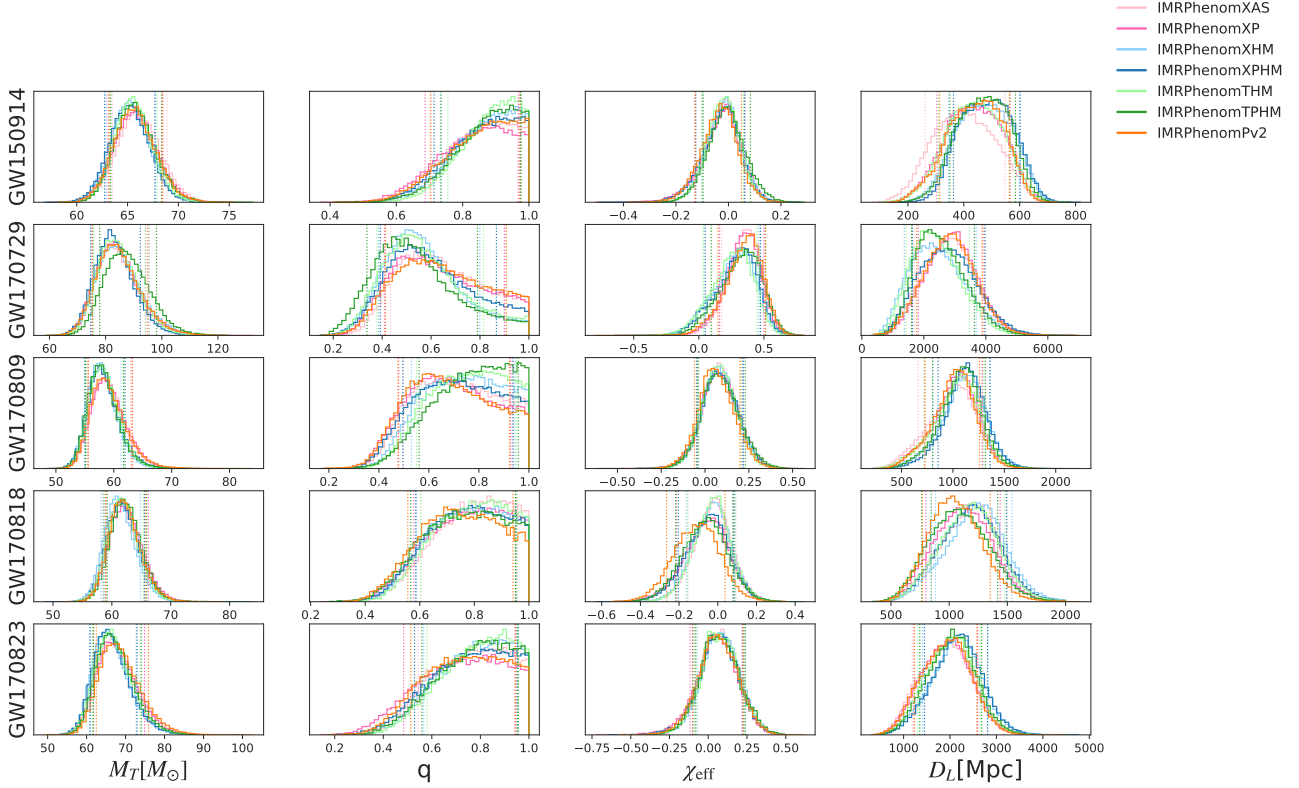 IMRPhenomXAS
IMRPhenomXP
IMRPhenomXHM
IMRPhenomXPHM
IMRPhenomTHM
IMRPhenomTPHM
IMRPhenomPv2
GW150914
60 65 70 75
0.4 0.6 0.8 1.0
−0.4 −0.2 0.0 0.2
200 400 600 800
GW170729
60 80 100 120
0.2 0.4 0.6 0.8 1.0
−0.5 0.0 0.5
0 2000 4000 6000
GW170809
50 60 70 80
0.2 0.4 0.6 0.8 1.0
−0.50 −0.25 0.00 0.25 0.50
500 1000 1500 2000
GW170818
50 60 70 80
0.2 0.4 0.6 0.8 1.0
−0.6 −0.4 −0.2 0.0 0.2 0.4
500 1000 1500 2000
GW170823
50 60 70 80 90 100
0.2 0.4 0.6 0.8 1.0
−0.75 −0.50 −0.25 0.00 0.25 0.50
1000 2000 3000 4000 5000
M_T[M_⊙] q χ_eff D_L[Mpc]